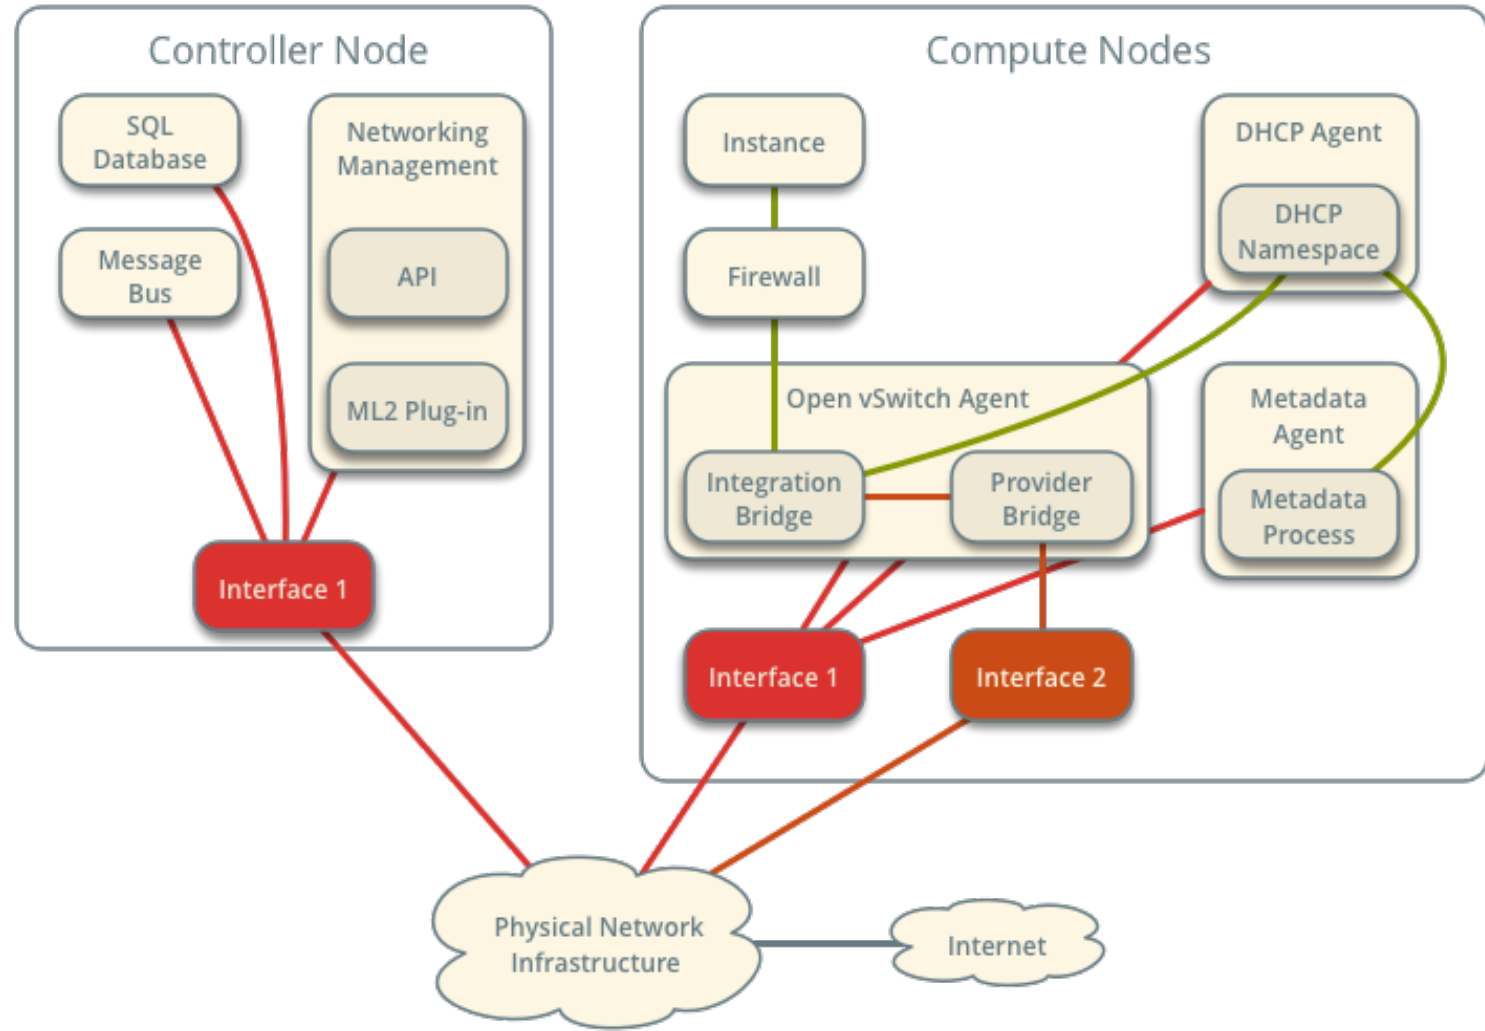 Controller Node
SQL
Database
Networking
Management
Message
Bus
API
ML2 Plug-in
Interface 1
Compute Nodes
Instance
DHCP Agent
DHCP
Namespace
Firewall
Open vSwitch Agent
Integration
Bridge
Provider
Bridge
Metadata
Agent
Metadata
Process
Interface 1
Interface 2
Physical Network
Infrastructure
Internet